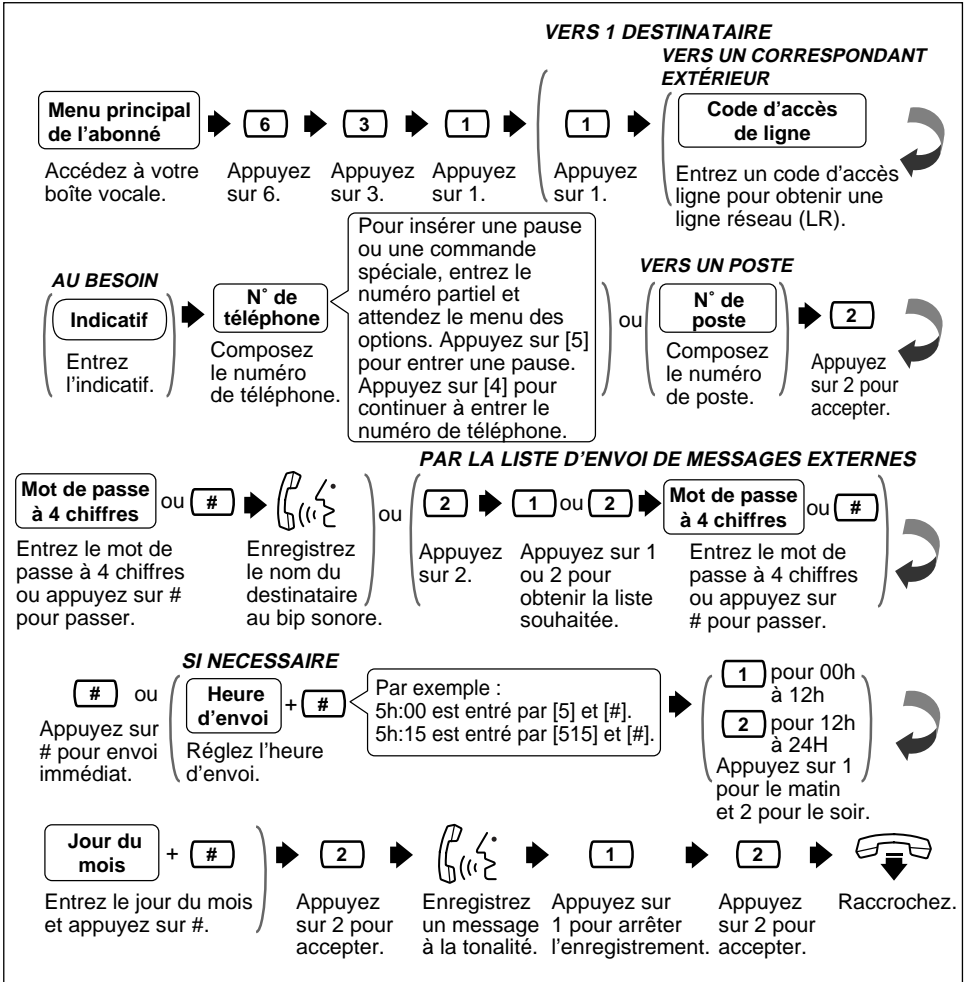 VERS 1 DESTINATAIRE
VERS UN CORRESPONDANT
EXTÉRIEUR
Menu principal
de l'abonné
6
3
1
1
Code d'accès
de ligne
Accédez à votre
boîte vocale.
Appuyez
sur 6.
Appuyez
sur 3.
Appuyez
sur 1.
Appuyez
sur 1.
Entrez un code d'accès
ligne pour obtenir une
ligne réseau (LR).
AU BESOIN
Indicatif
Entrez
l'indicatif.
N° de
téléphone
Composez
le numéro
de téléphone.
Pour insérer une pause
ou une commande
spéciale, entrez le
numéro partiel et
attendez le menu des
options. Appuyez sur [5]
pour entrer une pause.
Appuyez sur [4] pour
continuer à entrer le
numéro de téléphone.
ou
VERS UN POSTE
N° de
poste
Composez
le numéro
de poste.
2
Appuyez
sur 2 pour
accepter.
PAR LA LISTE D'ENVOI DE MESSAGES EXTERNES
Mot de passe
à 4 chiffres
ou #
Entrez le mot de
passe à 4 chiffres
ou appuyez sur #
pour passer.
Enregistrez
le nom du
destinataire
au bip sonore.
ou
2
Appuyez
sur 2.
1 ou 2
Appuyez sur 1
ou 2 pour
obtenir la liste
souhaitée.
Mot de passe
à 4 chiffres
ou #
Entrez le mot de
passe à 4 chiffres
ou appuyez sur
# pour passer.
SI NECESSAIRE
# ou
Appuyez sur
# pour envoi
immédiat.
Heure
d'envoi
+ #
Réglez l'heure
d'envoi.
Par exemple :
5h:00 est entré par [5] et [#].
5h:15 est entré par [515] et [#].
1 pour 00h
à 12h
2 pour 12h
à 24H
Appuyez sur 1
pour le matin
et 2 pour le soir.
Jour du
mois
+ #
Entrez le jour du mois
et appuyez sur #.
2
Appuyez
sur 2 pour
accepter.
Enregistrez
un message
à la tonalité.
1
Appuyez sur
1 pour arrêter
l'enregistrement.
2
Appuyez
sur 2 pour
accepter.
Raccrochez.